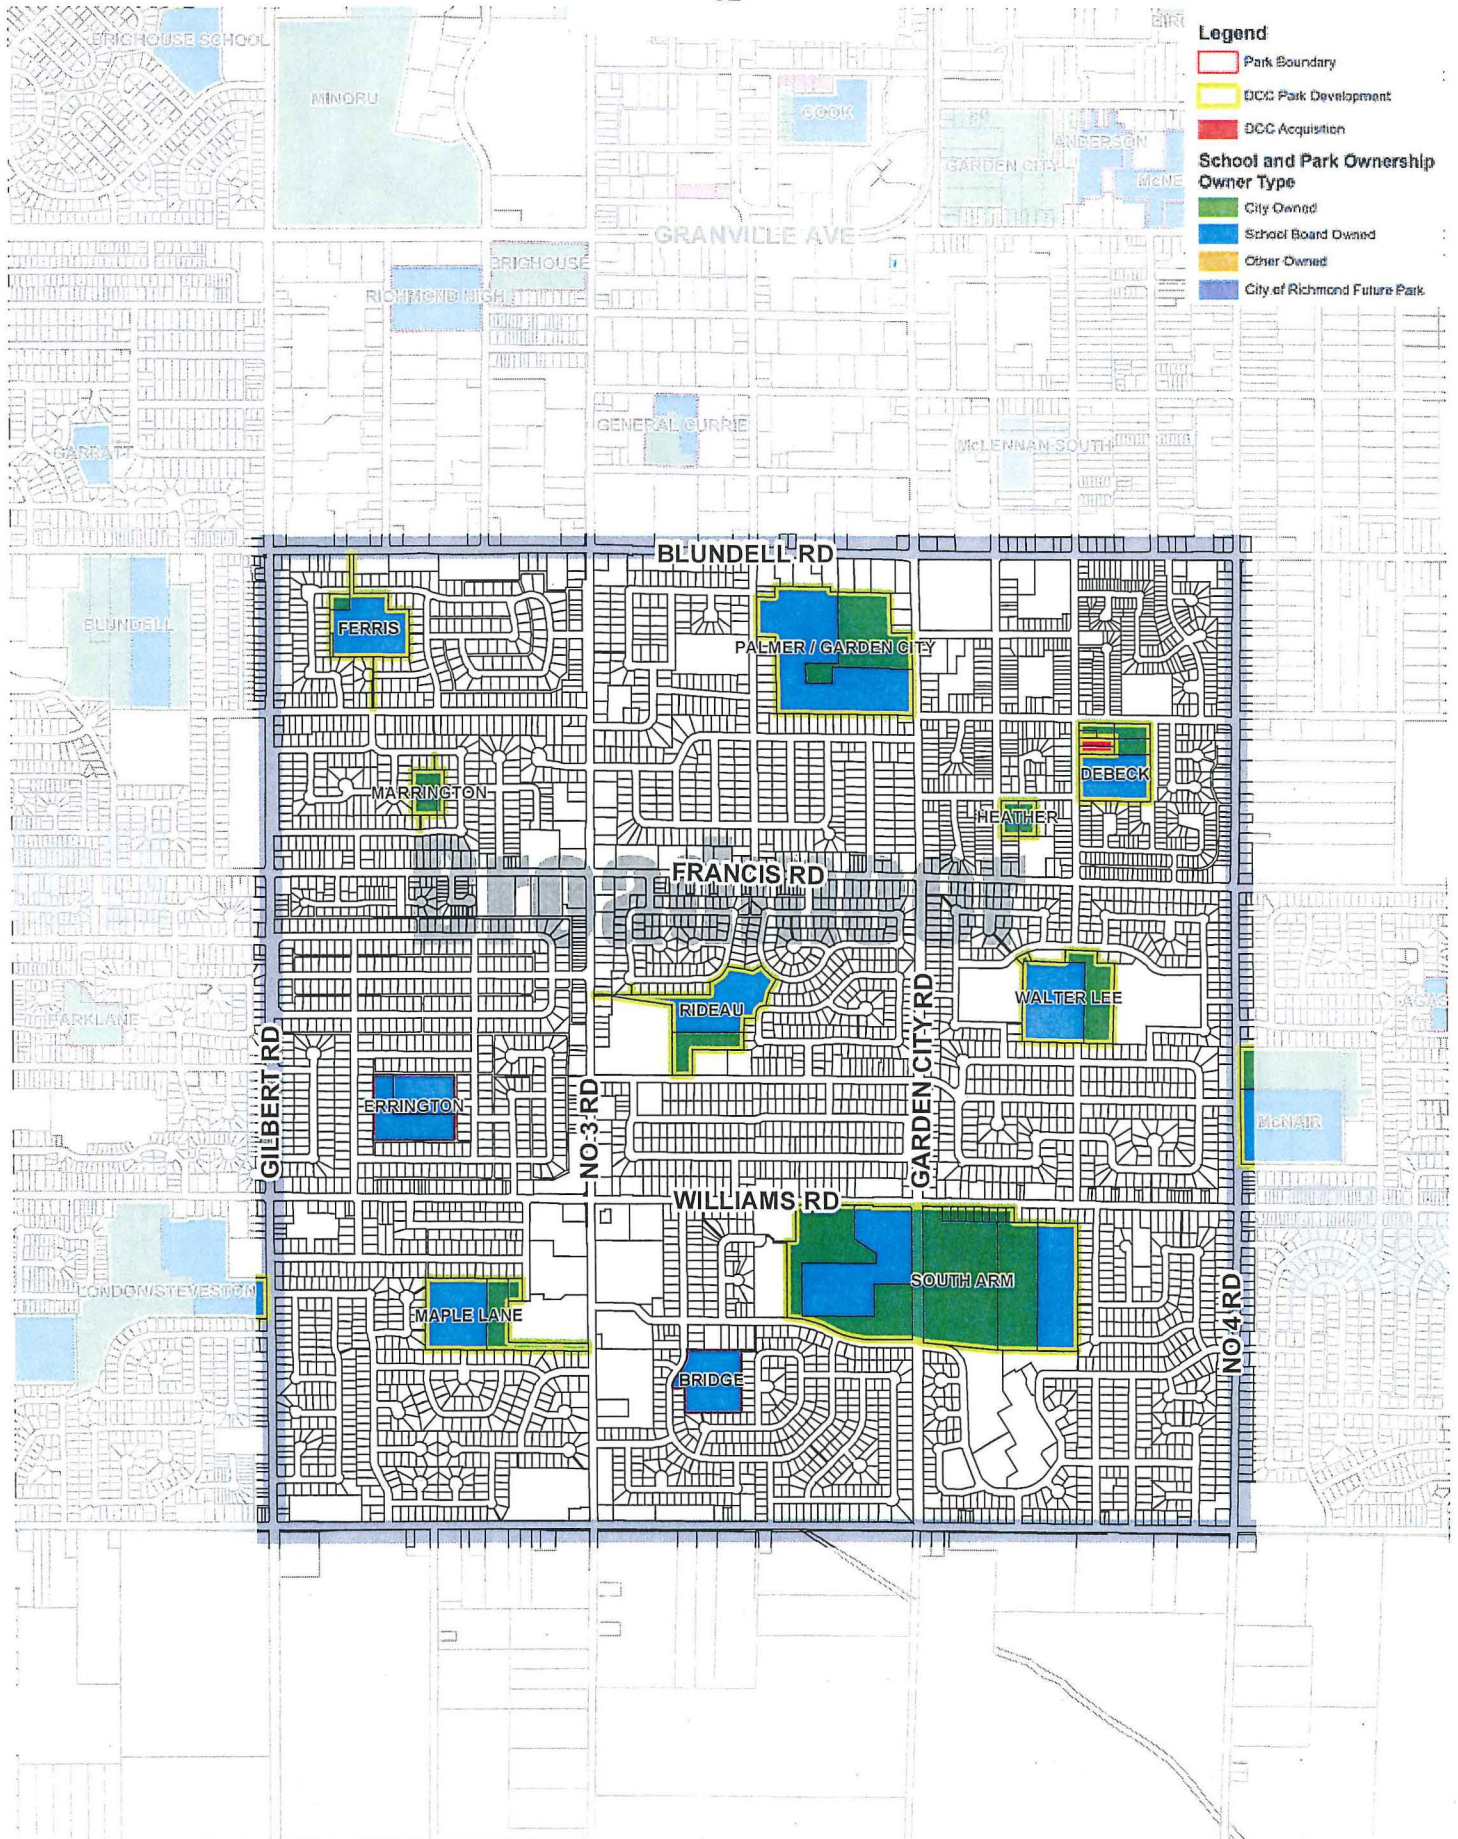 BRIGHOUSE SCHOOL
MINORU
COOK
GARDEN CITY
ANDERSON
McNE
Legend
Park Boundary
DCC Park Development
DCC Acquisition
School and Park Ownership
Owner Type
City Owned
School Board Owned
Other Owned
City of Richmond Future Park
GRANVILLE AVE
BRIGHOUSE
RICHMOND HIGH
GENERAL CURRIE
GARRATT
McLENNAN SOUTH
BLUNDELL RD
BLUNDELL
FERRIS
PALMER / GARDEN CITY
MARRINGTON
DEBECK
HEATHER
Broadmoor
FRANCIS RD
PARKLANE
RIDEAU
WALTER LEE
AGAS
GILBERT RD
ERRINGTON
NO 3 RD
GARDEN CITY RD
McNAIR
WILLIAMS RD
LONDON/STEVESTON
MAPLE LANE
SOUTH ARM
BRIDGE
NO 4 RD